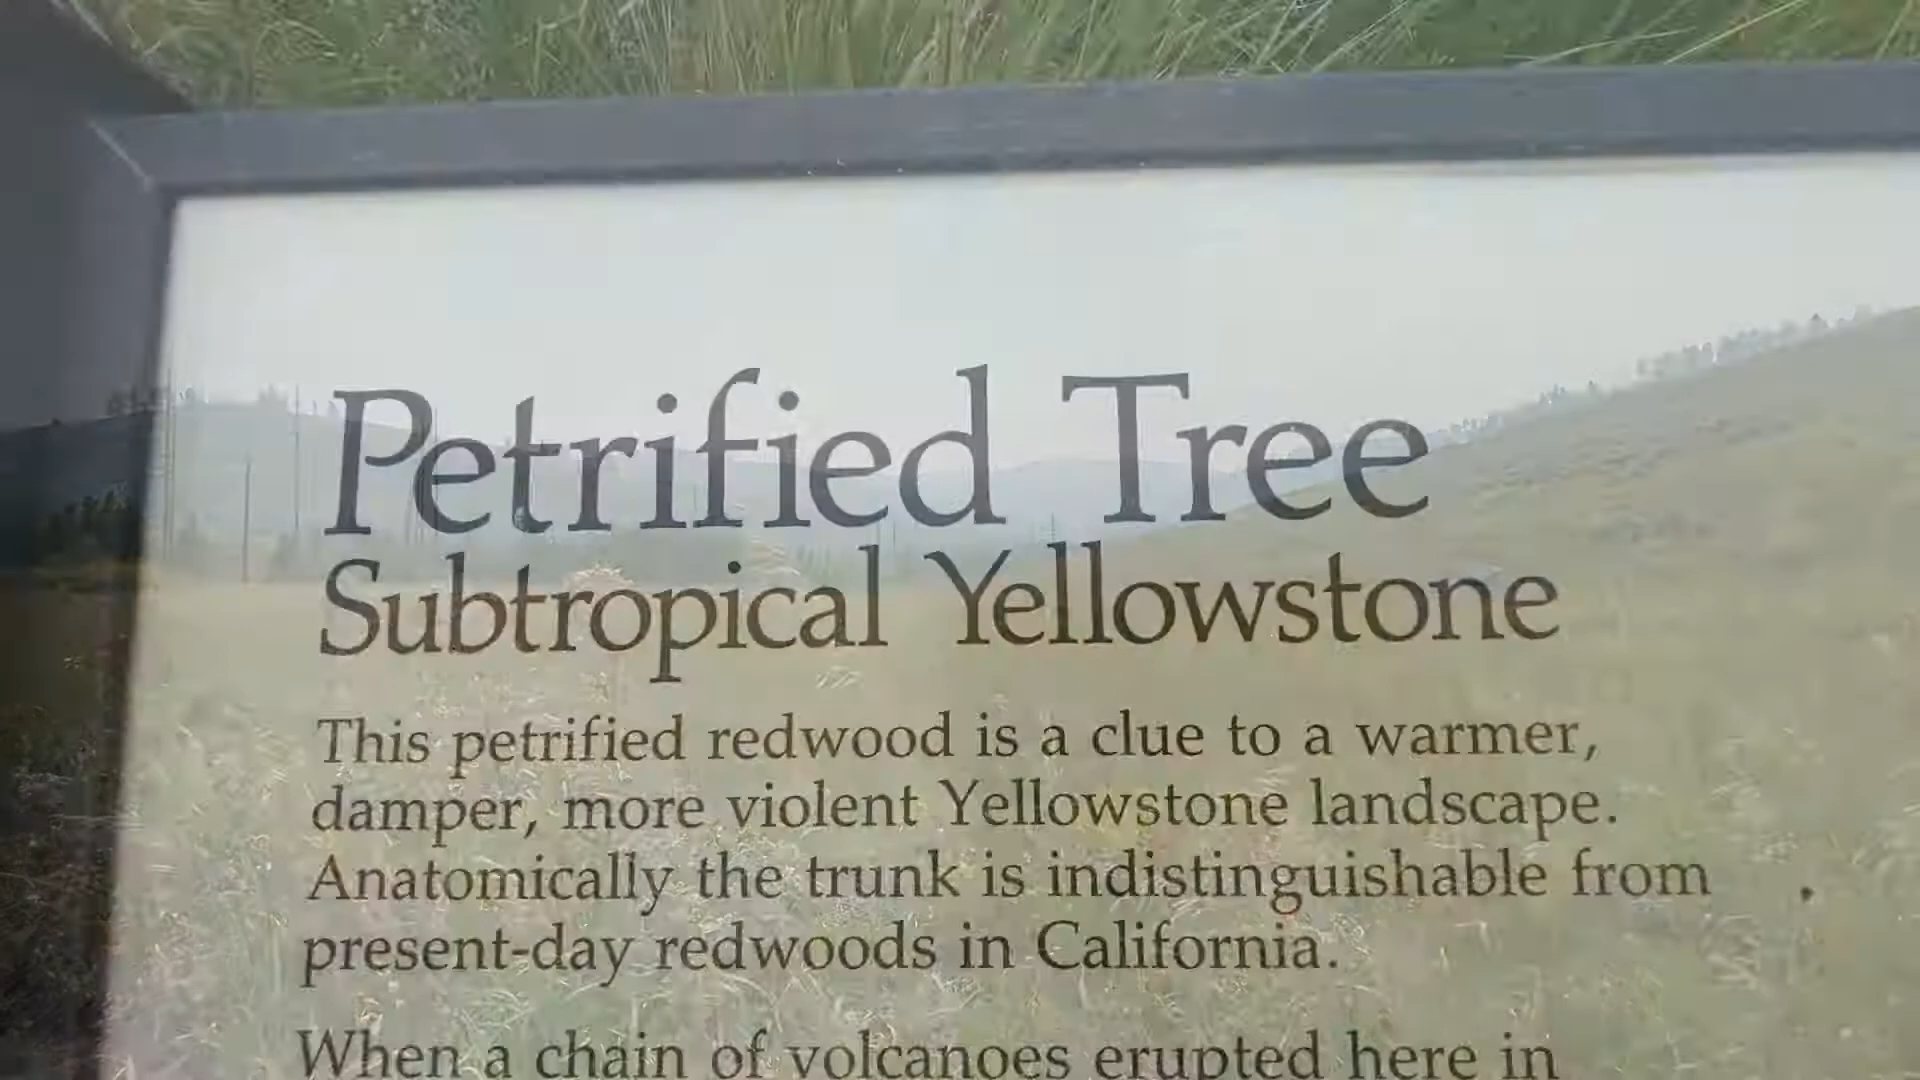 Petrified Tree
Subtropical Yellowstone
This petrified redwood is a clue to a warmer,
damper, more violent Yellowstone landscape.
Anatomically the trunk is indistinguishable from
present-day redwoods in California.
When a chain of volcanoes erupted here in